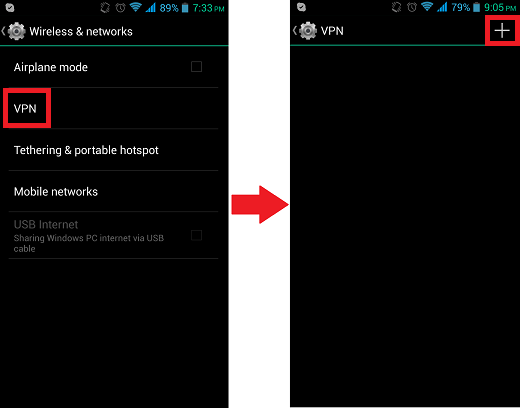 89% 7:33 PM
Wireless & networks
Airplane mode
VPN
Tethering & portable hotspot
Mobile networks
USB Internet
Sharing Windows PC internet via USB
cable
79% 9:05 PM
VPN